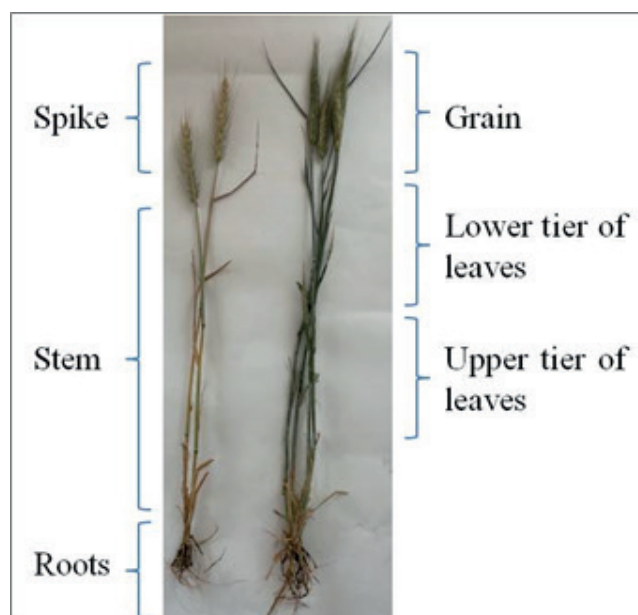 Spike
Stem
Roots
Grain
Lower tier of
leaves
Upper tier of
leaves